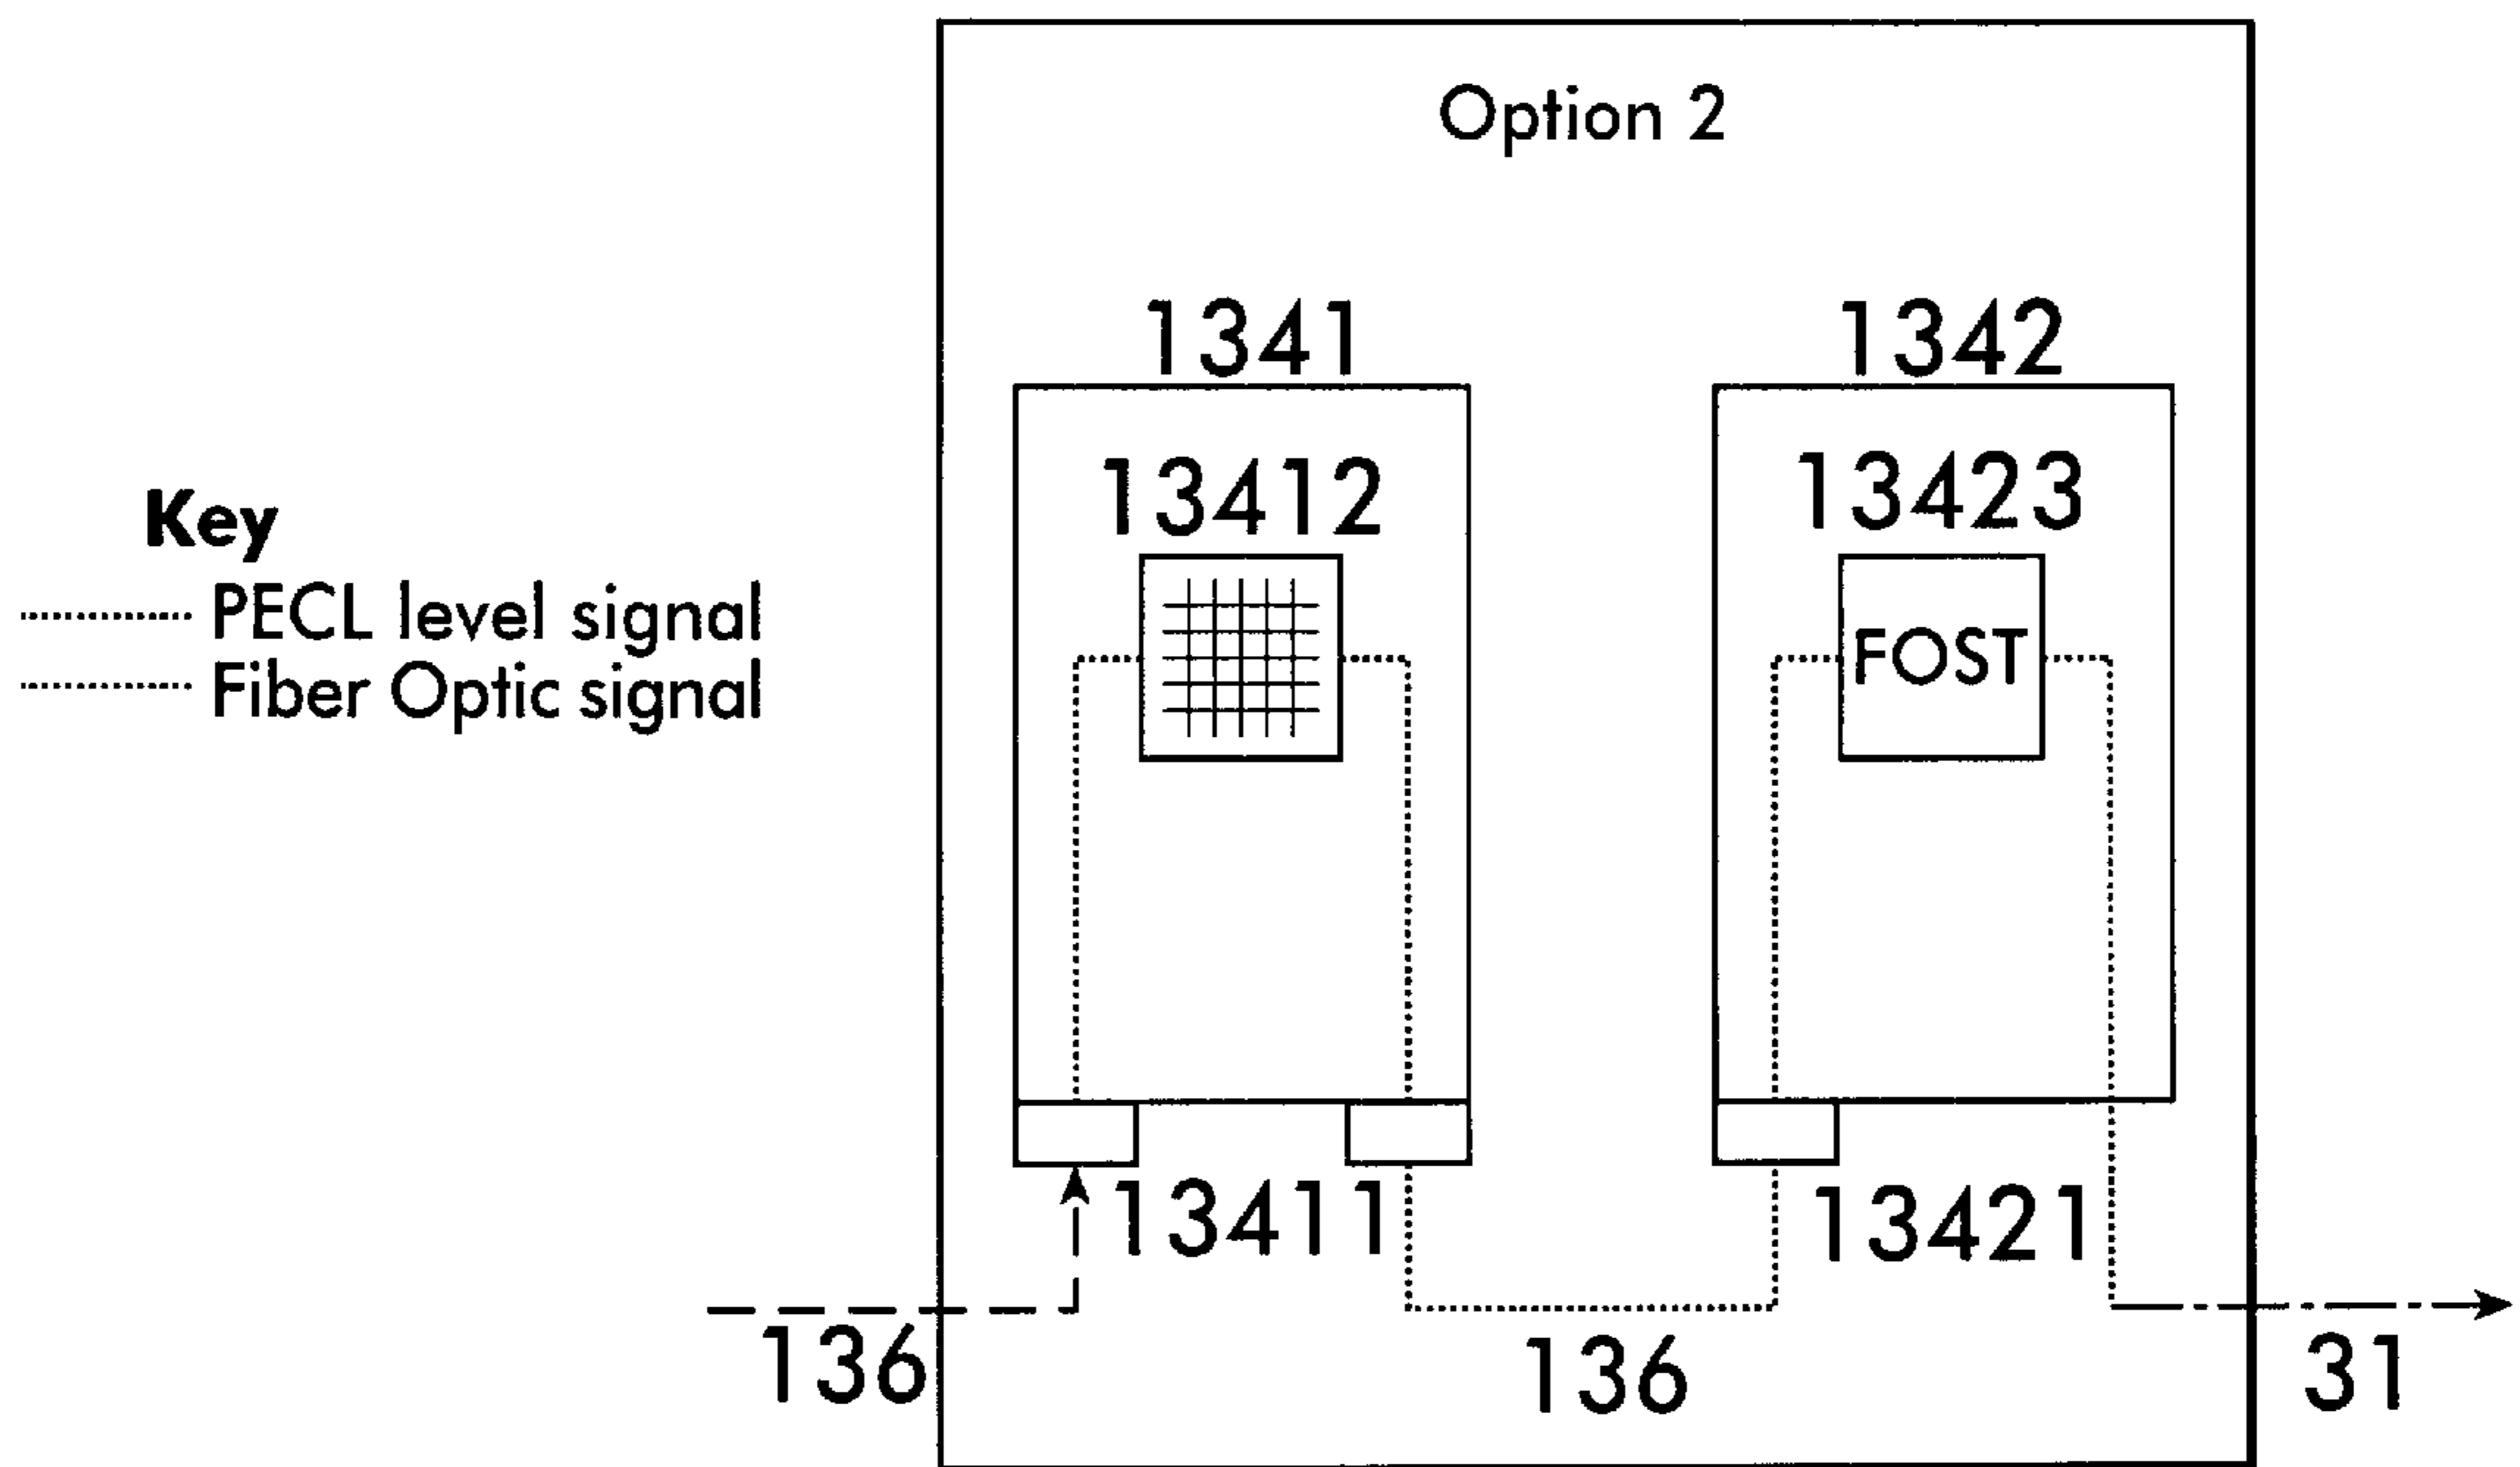 Option 2
1341
1342
13412
13423
Key
PECL level signal
Fiber Optic signal
FOST
13411
13421
136
136
31